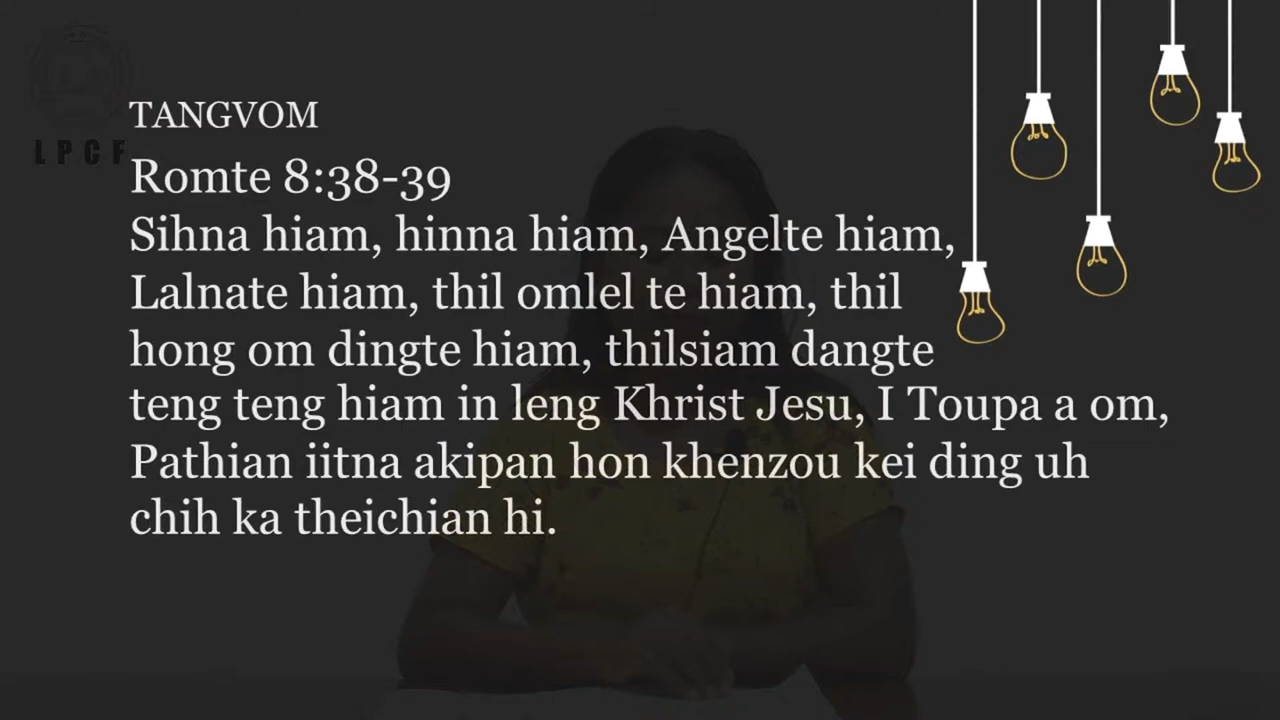 LPCF
TANGVOM
Romte 8:38-39
Sihna hiam, hinna hiam, Angelte hiam,
Lalnate hiam, thil omlel te hiam, thil
hong om dingte hiam, thilsiam dangte
teng teng hiam in leng Khrist Jesu, I Toupa a om,
Pathian iitna akipan hon khenzou kei ding uh
chih ka theichian hi.